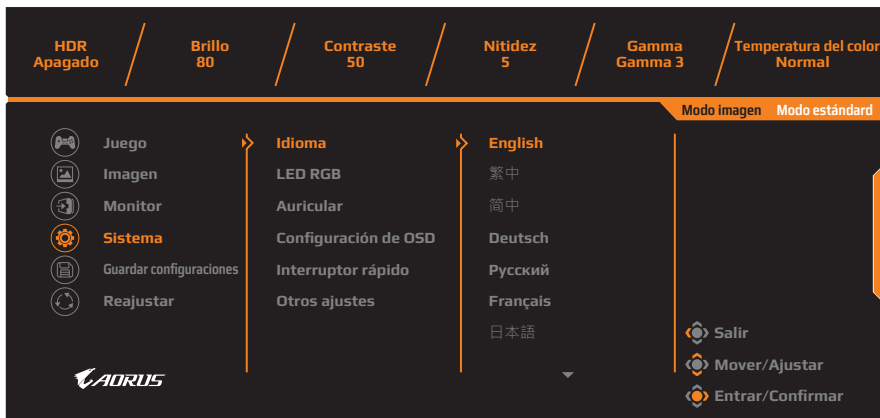 HDR
Apagado
Brillo
80
Contraste
50
Nitidez
5
Gamma
Gamma 3
Temperatura del color
Normal
Modo imagen Modo estándard
Juego
Imagen
Monitor
Sistema
Guardar configuraciones
Reajustar
Idioma
LED RGB
Auricular
Configuración de OSD
Interruptor rápido
Otros ajustes
English
繁中
简中
Deutsch
Русский
Français
日本語
Salir
Mover/Ajustar
Entrar/Confirmar
AORUS